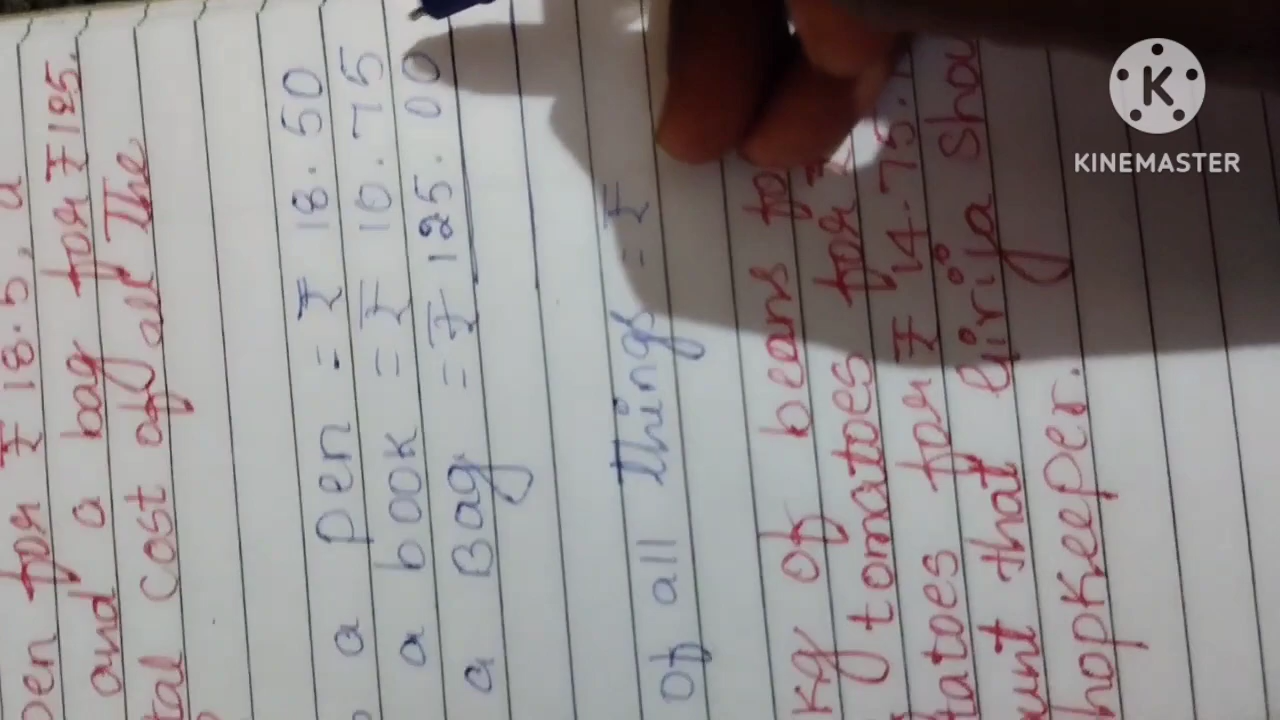 pen for ₹ 18.5, a
and a bag for ₹ 125.
tal cost of all The
a pen = ₹ 18.50
a book = ₹ 10.75
a Bag = ₹ 125.00
of all things = ₹
kg of beans fo
g tomatoes for
tatoes for ₹ 14.75.
unt that Girija shou
hopkeeper.
KINEMASTER